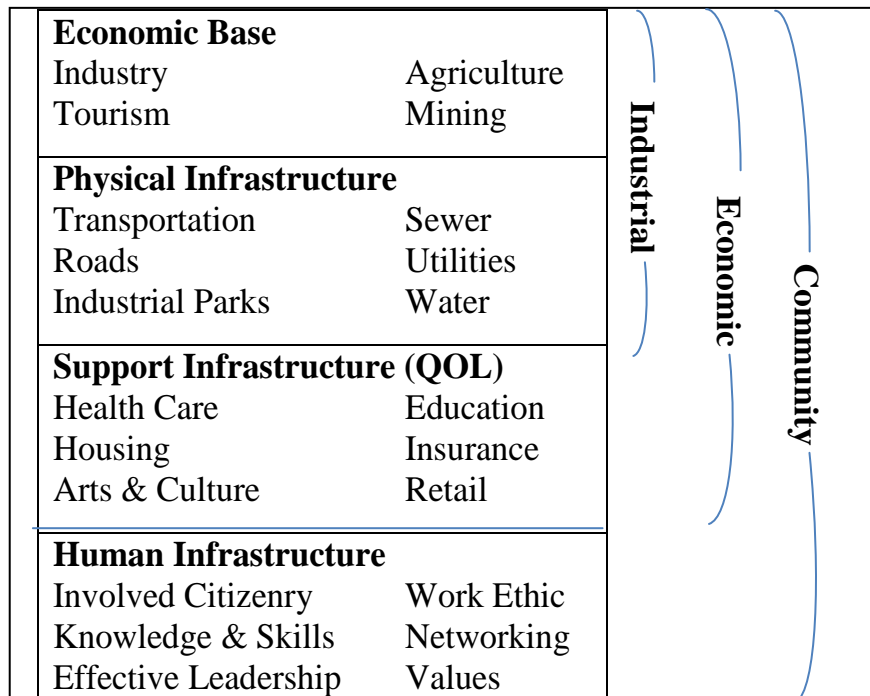 Economic Base
Industry Agriculture
Tourism Mining
Physical Infrastructure
Transportation Sewer
Roads Utilities
Industrial Parks Water
Support Infrastructure (QOL)
Health Care Education
Housing Insurance
Arts & Culture Retail
Human Infrastructure
Involved Citizenry Work Ethic
Knowledge & Skills Networking
Effective Leadership Values
Industrial
Economic
Community